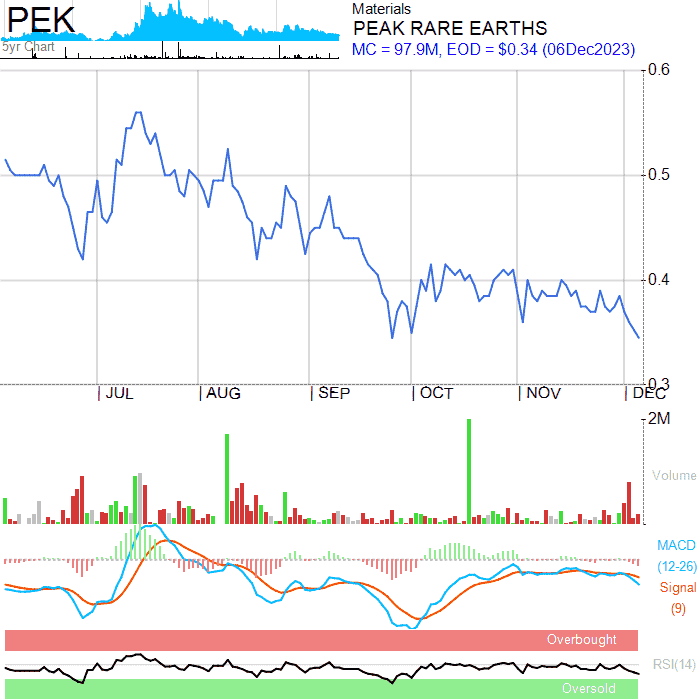 PEK
5yr Chart
Materials
PEAK RARE EARTHS
MC = 97.9M, EOD = $0.34 (06Dec2023)
0.6
0.5
0.4
0.3
JUL AUG SEP OCT NOV DEC
2M
Volume
MACD
(12-26)
Signal
(9)
Overbought
RSI(14)
Oversold